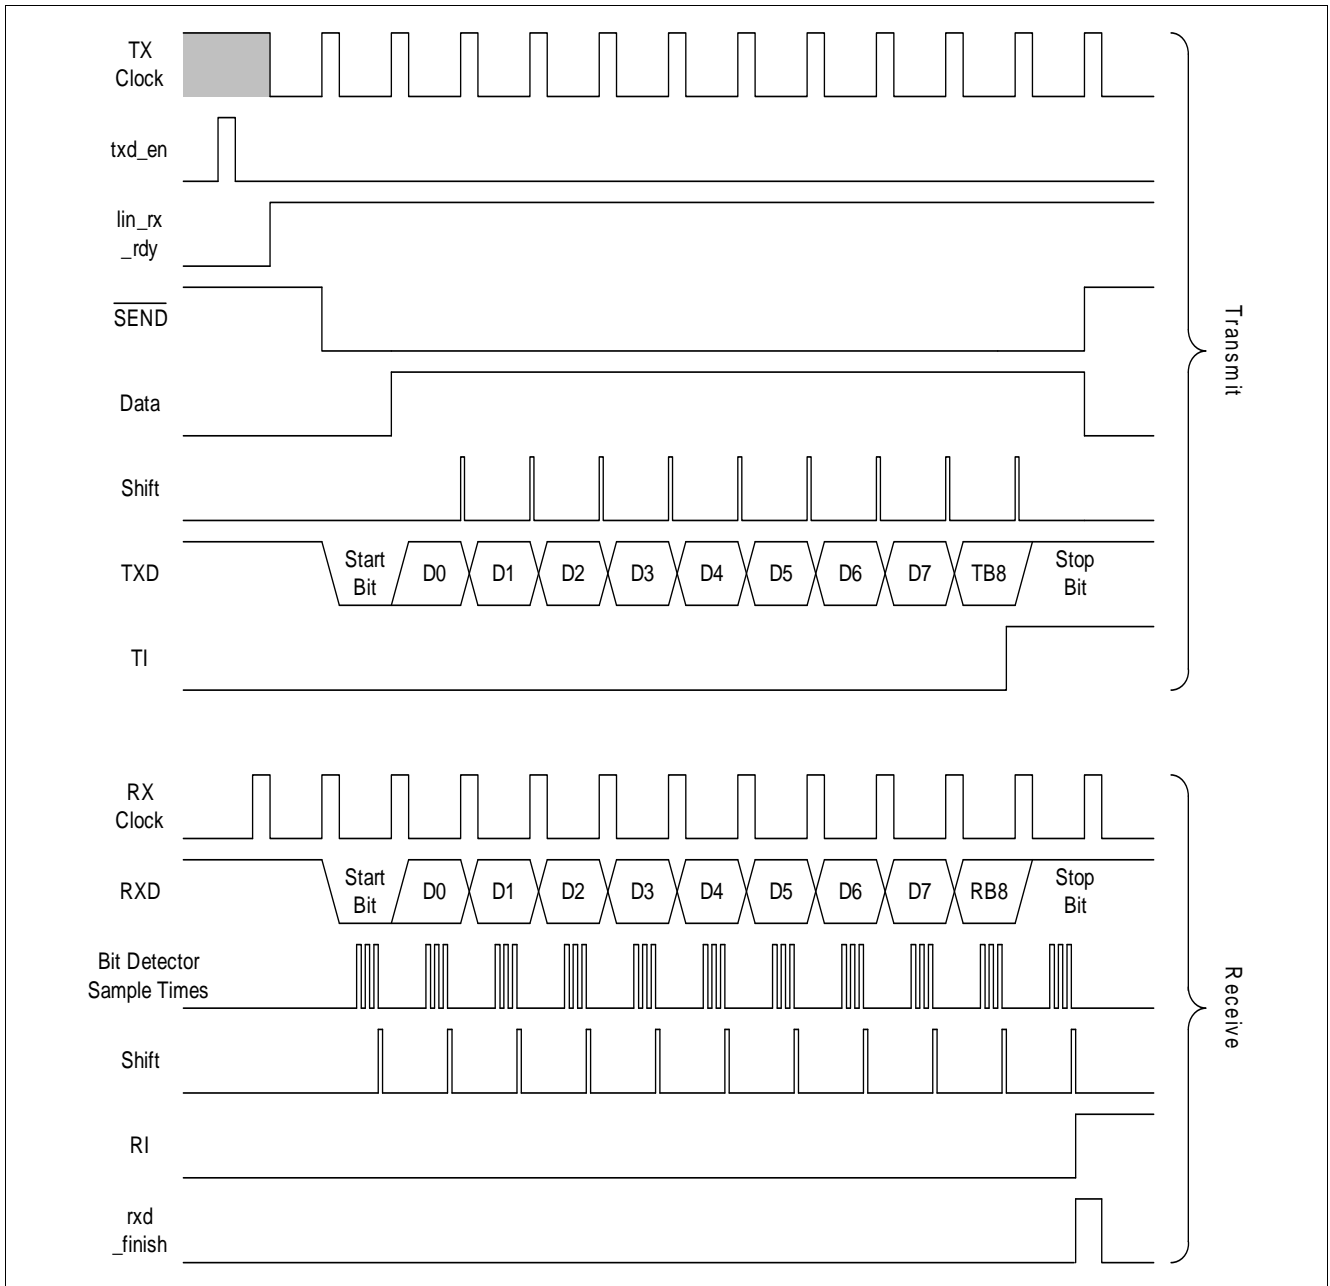 TX
Clock
txd_en
lin_rx
_rdy
SEND
Data
Shift
TXD
Start
Bit
D0
D1
D2
D3
D4
D5
D6
D7
TB8
Stop
Bit
TI
Transmit
RX
Clock
RXD
Start
Bit
D0
D1
D2
D3
D4
D5
D6
D7
RB8
Stop
Bit
Bit Detector
Sample Times
Shift
RI
rxd
_finish
Receive